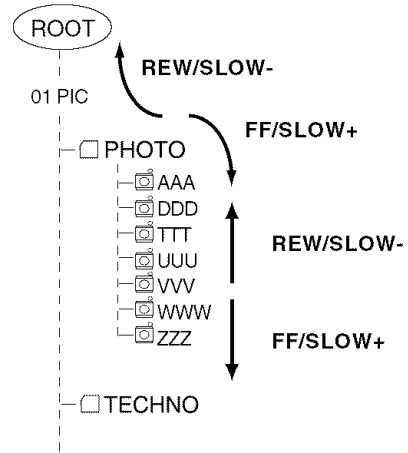 ROOT
REW/SLOW-
01 PIC
FF/SLOW+
PHOTO
AAA
DDD
TTT
REW/SLOW-
UUU
VVV
WWW
ZZZ
FF/SLOW+
TECHNO